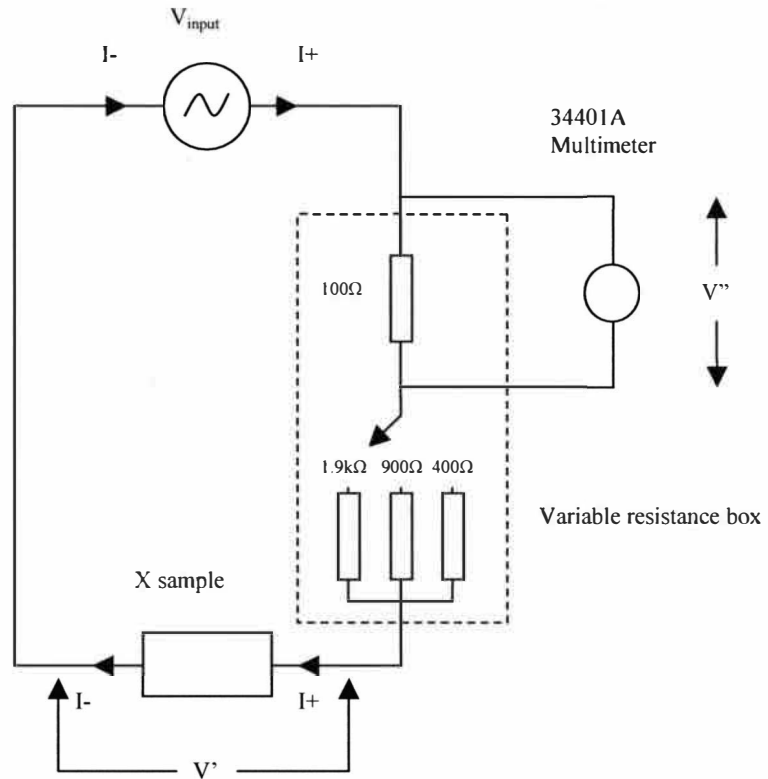 V_input
I-
I+
34401A
Multimeter
100Ω
V”
1.9kΩ 900Ω 400Ω
Variable resistance box
X sample
I-
I+
V’